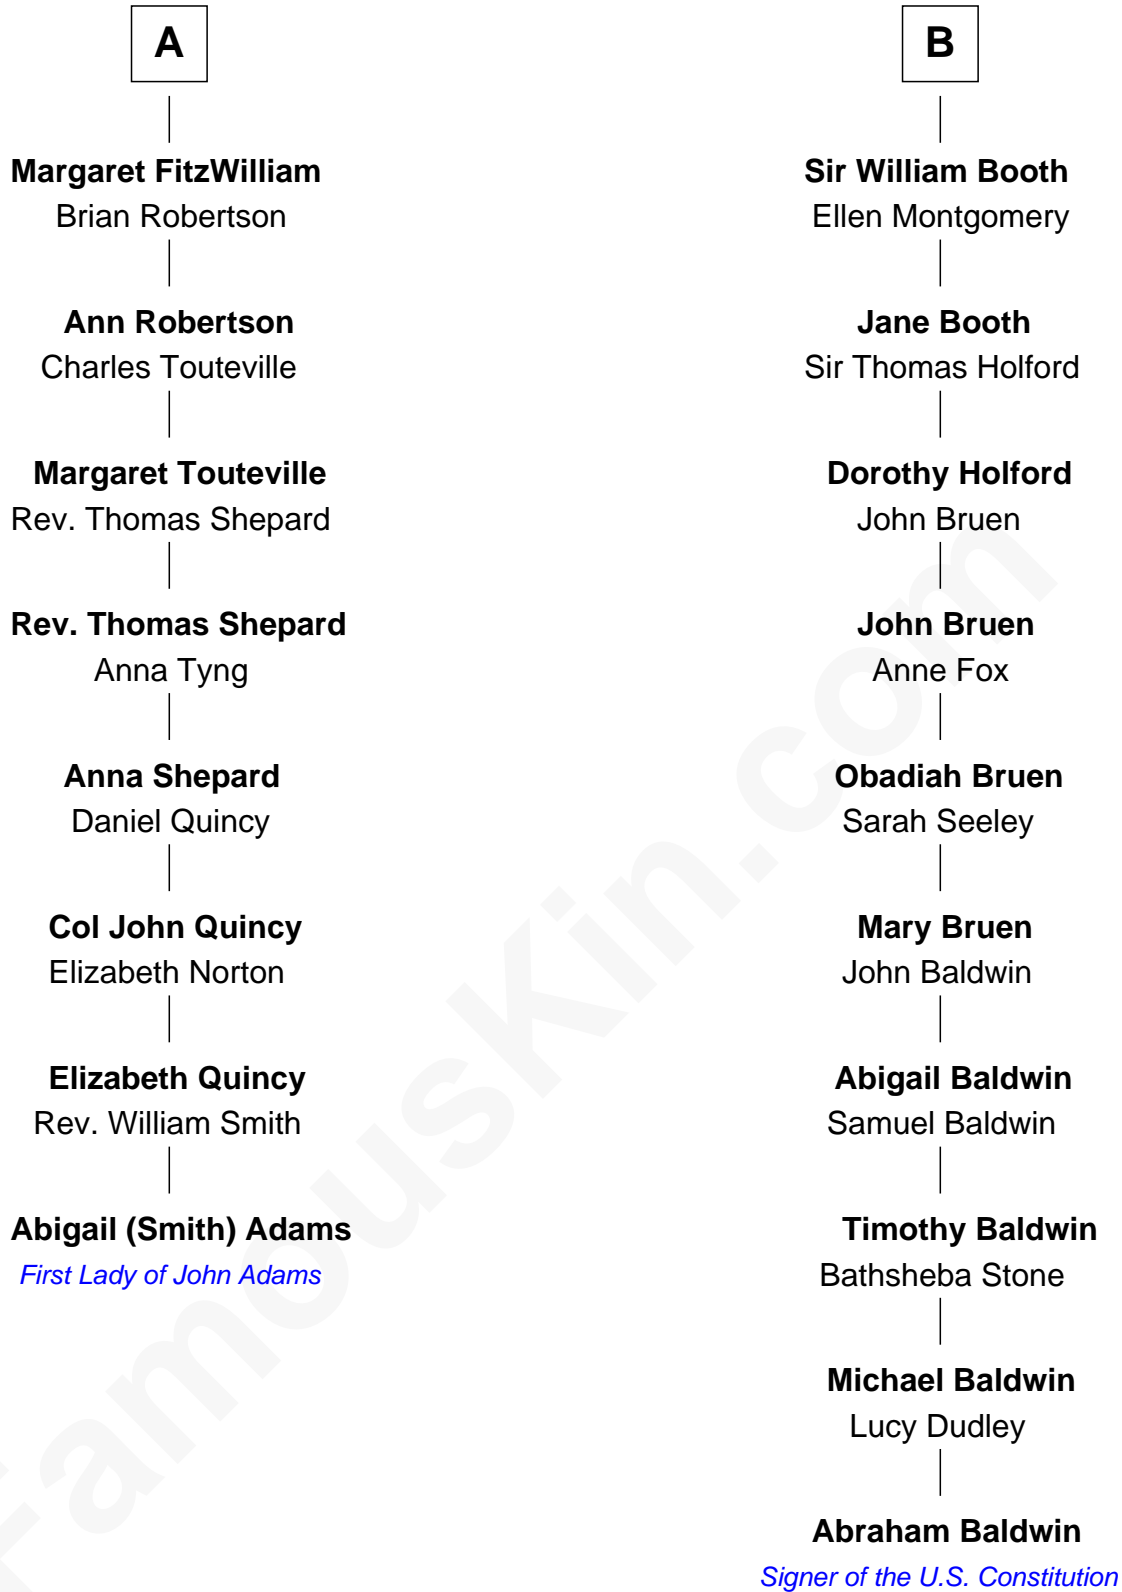 A
Margaret FitzWilliam
Brian Robertson
Ann Robertson
Charles Touteville
Margaret Touteville
Rev. Thomas Shepard
Rev. Thomas Shepard
Anna Tyng
Anna Shepard
Daniel Quincy
Col John Quincy
Elizabeth Norton
Elizabeth Quincy
Rev. William Smith
Abigail (Smith) Adams
First Lady of John Adams
B
Sir William Booth
Ellen Montgomery
Jane Booth
Sir Thomas Holford
Dorothy Holford
John Bruen
John Bruen
Anne Fox
Obadiah Bruen
Sarah Seeley
Mary Bruen
John Baldwin
Abigail Baldwin
Samuel Baldwin
Timothy Baldwin
Bathsheba Stone
Michael Baldwin
Lucy Dudley
Abraham Baldwin
Signer of the U.S. Constitution
FamousKin.com